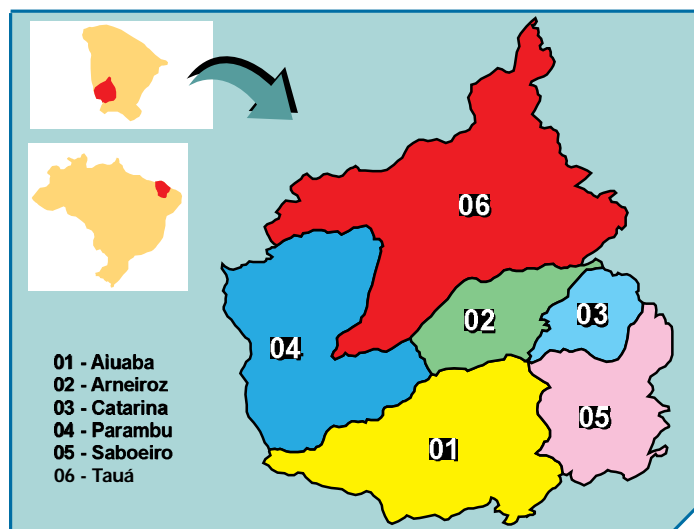 06
02
03
04
05
01
01 - Aiuaba
02 - Arneiroz
03 - Catarina
04 - Parambu
05 - Saboeiro
06 - Tauá